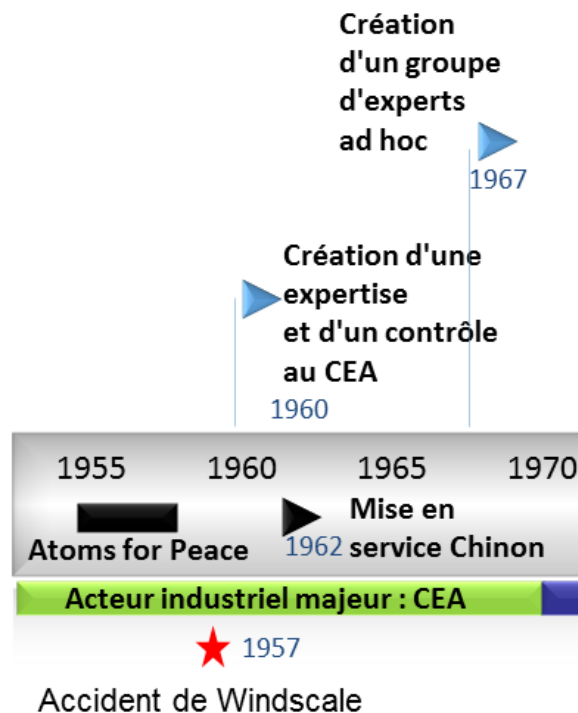 Création
d'un groupe
d'experts
ad hoc
1967
Création d'une
expertise
et d'un contrôle
au CEA
1960
1955 1960 1965 1970
Atoms for Peace
1962
Mise en
service Chinon
Acteur industriel majeur : CEA
1957
Accident de Windscale